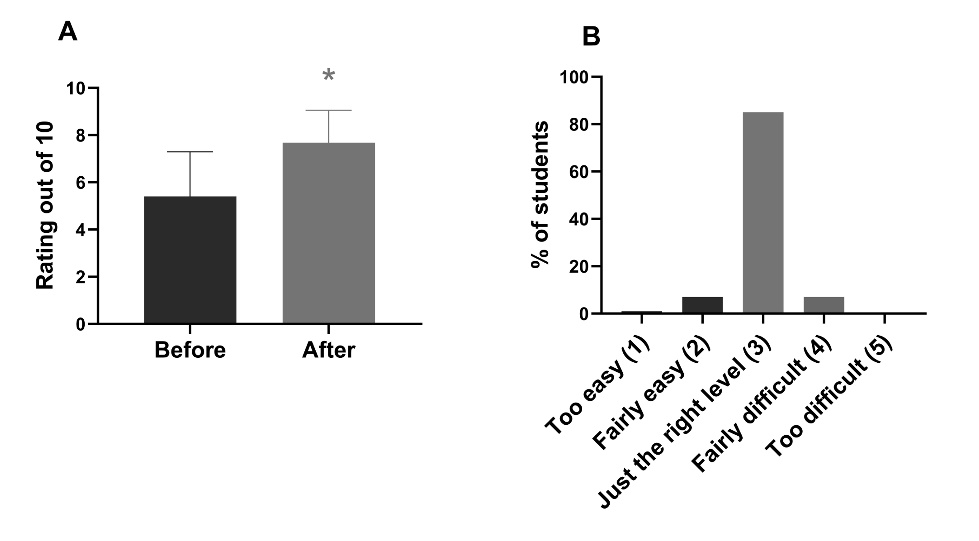 A
Rating out of 10
10
8
6
4
2
0
*
Before
After
B
% of students
100
80
60
40
20
0
Too easy (1)
Fairly easy (2)
Just the right level (3)
Fairly difficult (4)
Too difficult (5)